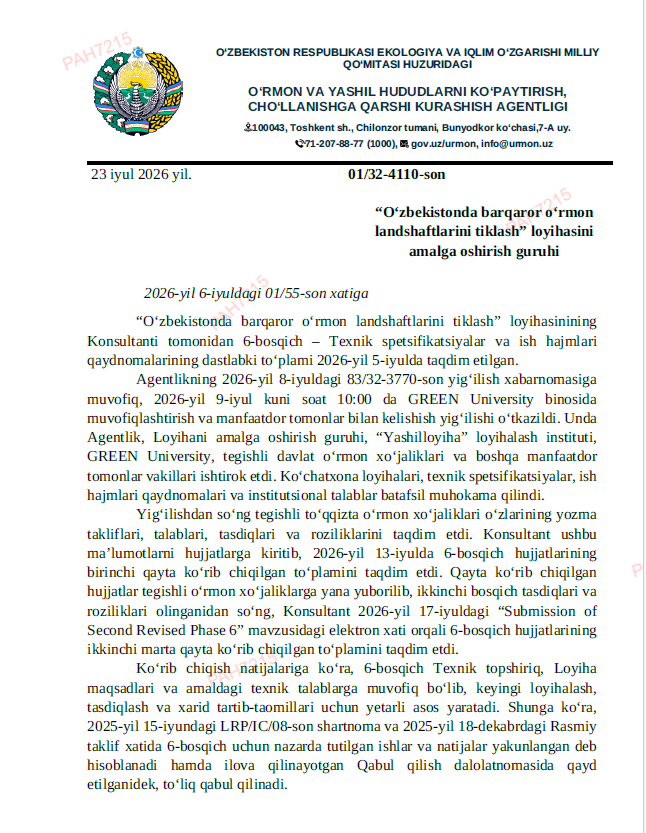 PAH7215
O‘ZBEKISTON RESPUBLIKASI EKOLOGIYA VA IQLIM O‘ZGARISHI MILLIY
QO‘MITASI HUZURIDAGI
O‘RMON VA YASHIL HUDUDLARNI KO‘PAYTIRISH,
CHO‘LLANISHGA QARSHI KURASHISH AGENTLIGI
100043, Toshkent sh., Chilonzor tumani, Bunyodkor ko‘chasi,7-A uy.
71-207-88-77 (1000), gov.uz/urmon, info@urmon.uz
23 iyul 2026 yil.
01/32-4110-son
PAH7215
“O‘zbekistonda barqaror o‘rmon
landshaftlarini tiklash” loyihasini
amalga oshirish guruhi
2026-yil 6-iyuldagi 01/55-son xatiga
PAH7215
“O‘zbekistonda barqaror o‘rmon landshaftlarini tiklash” loyihasinining
Konsultanti tomonidan 6-bosqich – Texnik spetsifikatsiyalar va ish hajmlari
qaydnomalarining dastlabki to‘plami 2026-yil 5-iyulda taqdim etilgan.
Agentlikning 2026-yil 8-iyuldagi 83/32-3770-son yig‘ilish xabarnomasiga
muvofiq, 2026-yil 9-iyul kuni soat 10:00 da GREEN University binosida
muvofiqlashtirish va manfaatdor tomonlar bilan kelishish yig‘ilishi o‘tkazildi. Unda
Agentlik, Loyihani amalga oshirish guruhi, “Yashilloyiha” loyihalash instituti,
GREEN University, tegishli davlat o‘rmon xo‘jaliklari va boshqa manfaatdor
tomonlar vakillari ishtirok etdi. Ko‘chatxona loyihalari, texnik spetsifikatsiyalar, ish
hajmlari qaydnomalari va institutsional talablar batafsil muhokama qilindi.
Yig‘ilishdan so‘ng tegishli to‘qqizta o‘rmon xo‘jaliklari o‘zlarining yozma
takliflari, talablari, tasdiqlari va roziliklarini taqdim etdi. Konsultant ushbu
ma’lumotlarni hujjatlarga kiritib, 2026-yil 13-iyulda 6-bosqich hujjatlarining
birinchi qayta ko‘rib chiqilgan to‘plamini taqdim etdi. Qayta ko‘rib chiqilgan
hujjatlar tegishli o‘rmon xo‘jaliklarga yana yuborilib, ikkinchi bosqich tasdiqlari va
roziliklari olinganidan so‘ng, Konsultant 2026-yil 17-iyuldagi “Submission of
Second Revised Phase 6” mavzusidagi elektron xati orqali 6-bosqich hujjatlarining
ikkinchi marta qayta ko‘rib chiqilgan to‘plamini taqdim etdi.
PAH7215
Ko‘rib chiqish natijalariga ko‘ra, 6-bosqich Texnik topshiriq, Loyiha
maqsadlari va amaldagi texnik talablarga muvofiq bo‘lib, keyingi loyihalash,
tasdiqlash va xarid tartib-taomillari uchun yetarli asos yaratadi. Shunga ko‘ra,
2025-yil 15-iyundagi LRP/IC/08-son shartnoma va 2025-yil 18-dekabrdagi Rasmiy
taklif xatida 6-bosqich uchun nazarda tutilgan ishlar va natijalar yakunlangan deb
hisoblanadi hamda ilova qilinayotgan Qabul qilish dalolatnomasida qayd
etilganidek, to‘liq qabul qilinadi.